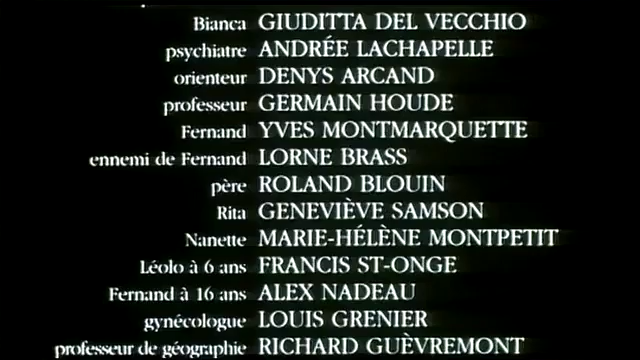 Bianca GIUDITTA DEL VECCHIO
psychiatre ANDRÉE LACHAPELLE
orienteur DENYS ARCAND
professeur GERMAIN HOUDE
Fernand YVES MONTMARQUETTE
ennemi de Fernand LORNE BRASS
père ROLAND BLOUIN
Rita GENEVIÈVE SAMSON
Nanette MARIE-HÉLÈNE MONTPETIT
Léolo à 6 ans FRANCIS ST-ONGE
Fernand à 16 ans ALEX NADEAU
gynécologue LOUIS GRENIER
professeur de géographie RICHARD GUÈVREMONT